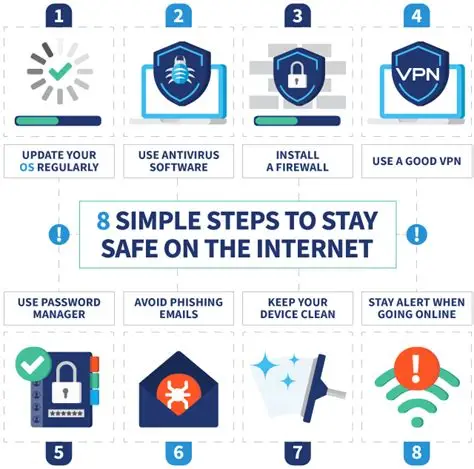 1
2
3
4
VPN
UPDATE YOUR
OS REGULARLY
USE ANTIVIRUS
SOFTWARE
INSTALL
A FIREWALL
USE A GOOD VPN
!
8 SIMPLE STEPS TO STAY
SAFE ON THE INTERNET
!
USE PASSWORD
MANAGER
AVOID PHISHING
EMAILS
KEEP YOUR
DEVICE CLEAN
STAY ALERT WHEN
GOING ONLINE
******
!
5
6
7
8